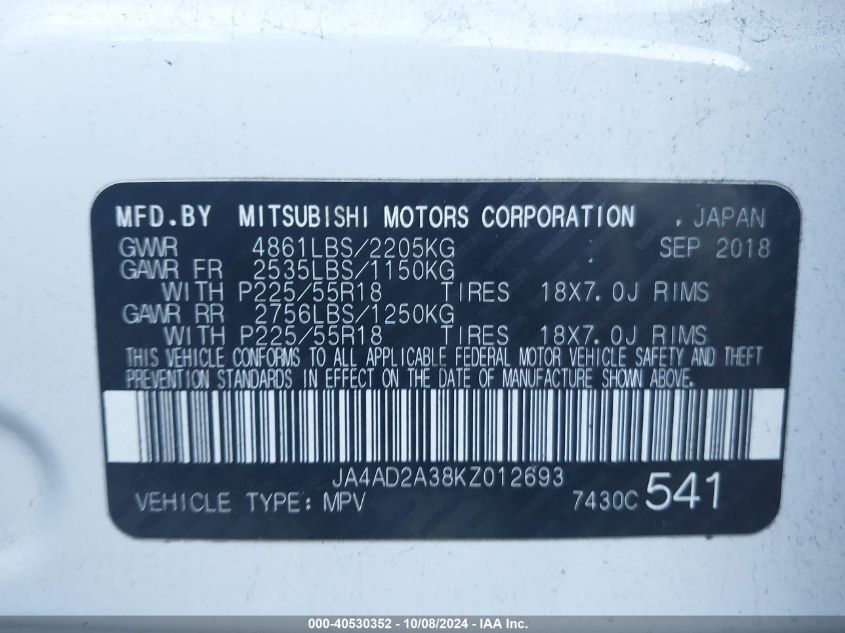 MFD.BY MITSUBISHI MOTORS CORPORATION . JAPAN
GVWR 4861LBS/2205KG SEP 2018
GAWR FR 2535LBS/1150KG
WITH P225/55R18 TIRES 18X7.0J RIMS
GAWR RR 2756LBS/1250KG
WITH P225/55R18 TIRES 18X7.0J RIMS
THIS VEHICLE CONFORMS TO ALL APPLICABLE FEDERAL MOTOR VEHICLE SAFETY AND THEFT
PREVENTION STANDARDS IN EFFECT ON THE DATE OF MANUFACTURE SHOWN ABOVE.
JA4AD2A38KZ012693
VEHICLE TYPE: MPV 7430C 541
000-40530352 - 10/08/2024 - IAA Inc.